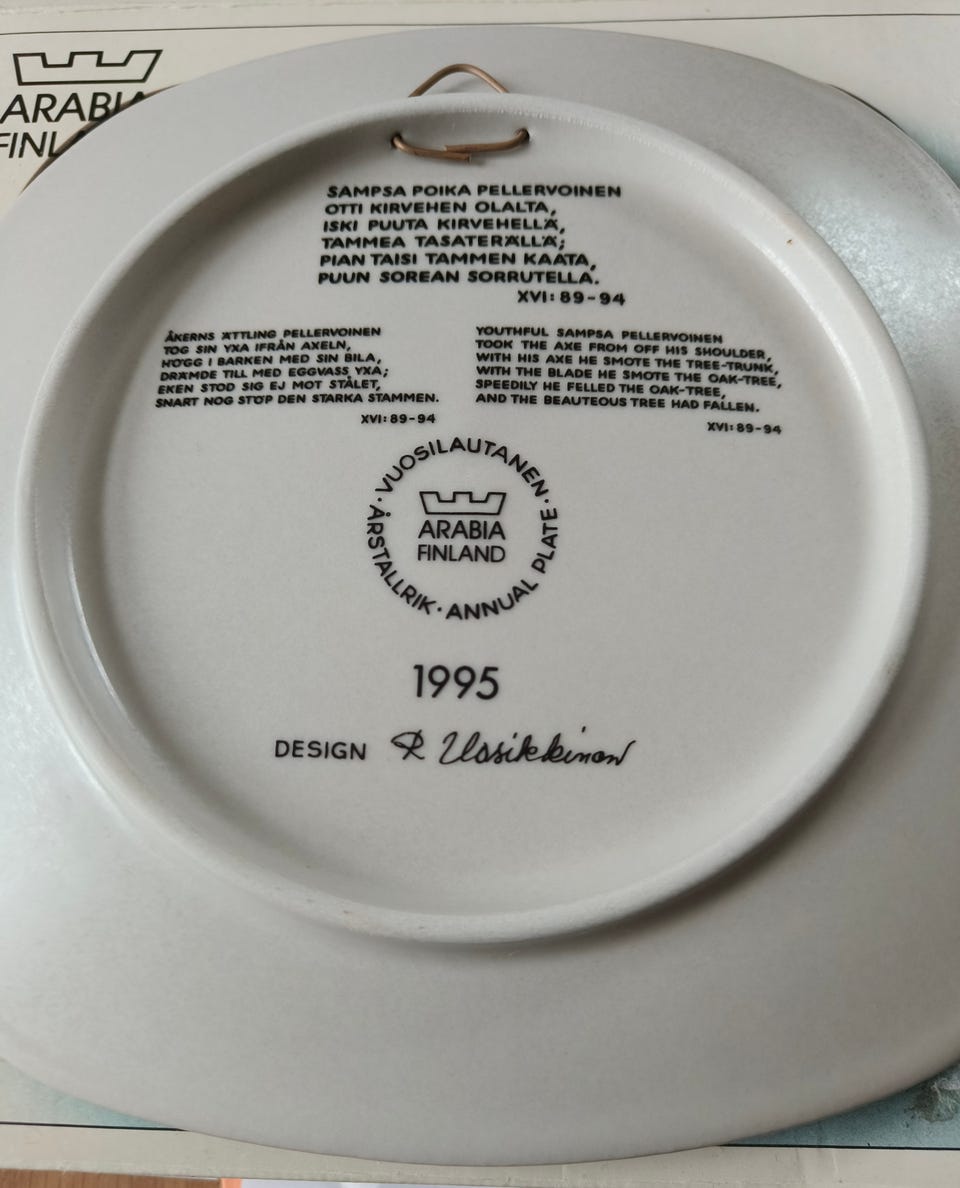 ARABIA
FINL
SAMPSA POIKA PELLERVOINEN
OTTI KIRVEHEN OLALTA,
ISKI PUUTA KIRVEHELLÄ,
TAMMEA TASATERÄLLÄ;
PIAN TAISI TAMMEN KAATA,
PUUN SOREAN SORRUTELLA.
XVI: 89-94
ÅKERNS ÄTTLING PELLERVOINEN
TOG SIN YXA IFRÅN AXELN,
HÖGG I BARKEN MED SIN BILA,
DRÄMDE TILL MED EGGVASS YXA;
EKEN STOD SIG EJ MOT STÅLET,
SNART NOG STÖP DEN STARKA STAMMEN.
XVI: 89-94
YOUTHFUL SAMPSA PELLERVOINEN
TOOK THE AXE FROM OFF HIS SHOULDER,
WITH HIS AXE HE SMOTE THE TREE-TRUNK,
WITH THE BLADE HE SMOTE THE OAK-TREE,
SPEEDILY HE FELLED THE OAK-TREE,
AND THE BEAUTEOUS TREE HAD FALLEN.
XVI: 89-94
· VUOSILAUTANEN · ANNUAL PLATE · ÅRSTALLRIK
ARABIA
FINLAND
1995
DESIGN R Uosikkinen